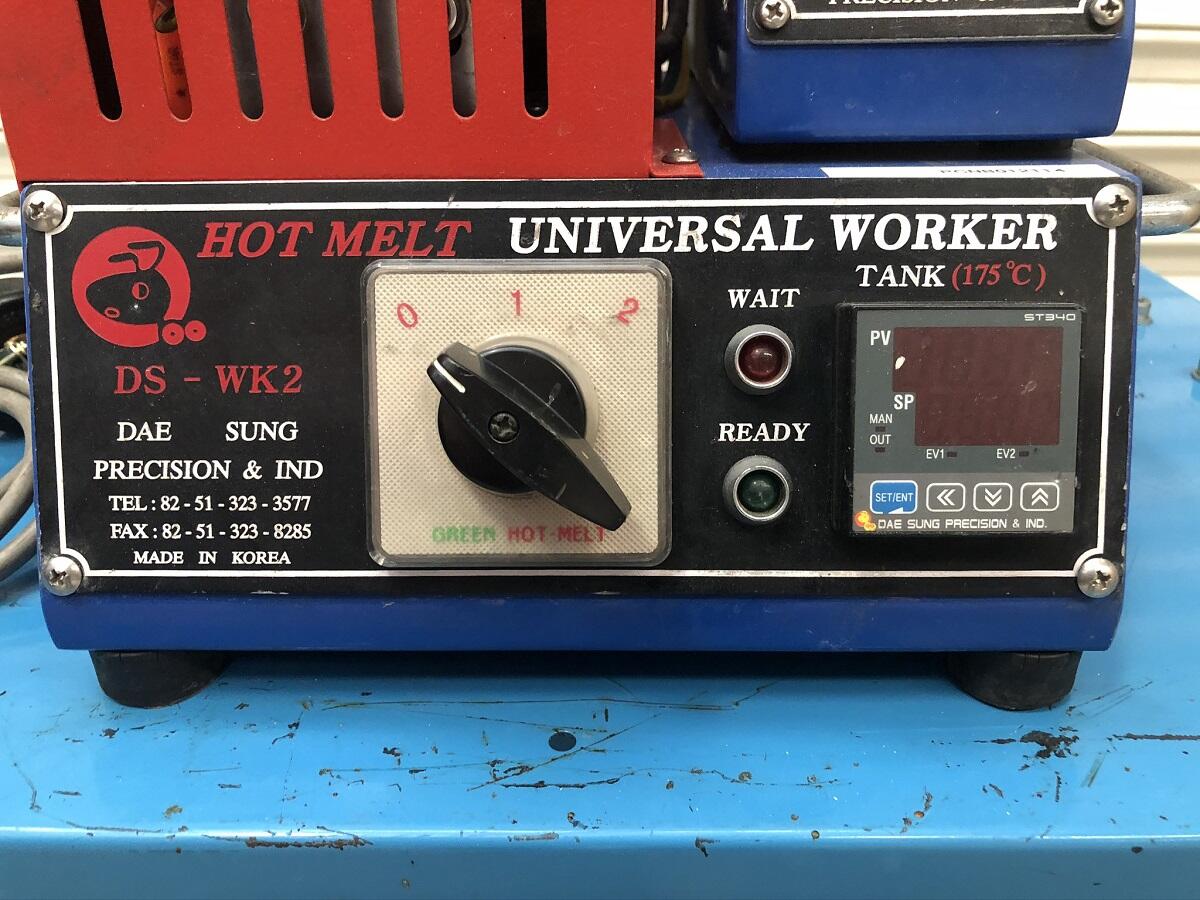 PRECISION &
HOT MELT UNIVERSAL WORKER
TANK (175°C)
DS - WK2
DAE SUNG
PRECISION & IND
TEL : 82 - 51 - 323 - 3577
FAX : 82 - 51 - 323 - 8285
MADE IN KOREA
0 1 2
GREEN HOT-MELT
WAIT
READY
ST340
PV
SP
MAN
OUT
EV1 EV2
SET/ENT
DAE SUNG PRECISION & IND.